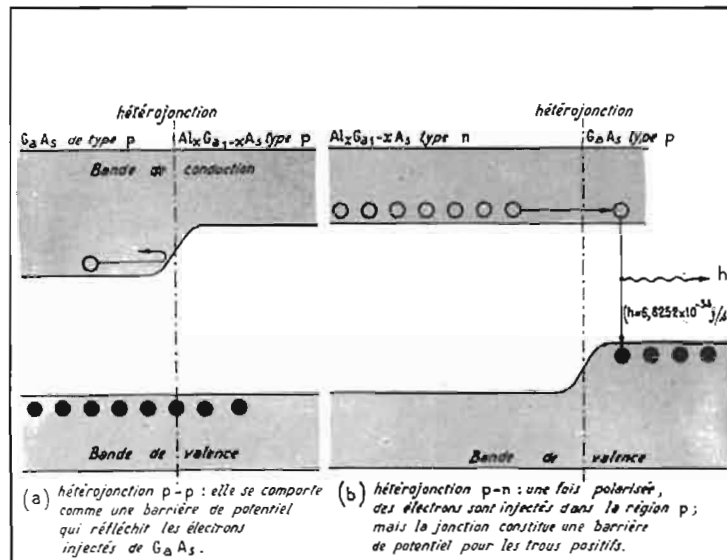 hétérojonction
GaAs de type p
AlxGa1-xAs type p
Bande de conduction
Bande de valence
(a) hétérojonction p-p : elle se comporte
comme une barrière de potentiel
qui réfléchit les électrons
injectés de GaAs.
hétérojonction
AlxGa1-xAs type n
GaAs type p
h
(h=6,6252x10-34 j/s
Bande de valence
(b) hétérojonction p-n : une fois polarisée,
des électrons sont injectés dans la région p ;
mais la jonction constitue une barrière
de potentiel pour les trous positifs.